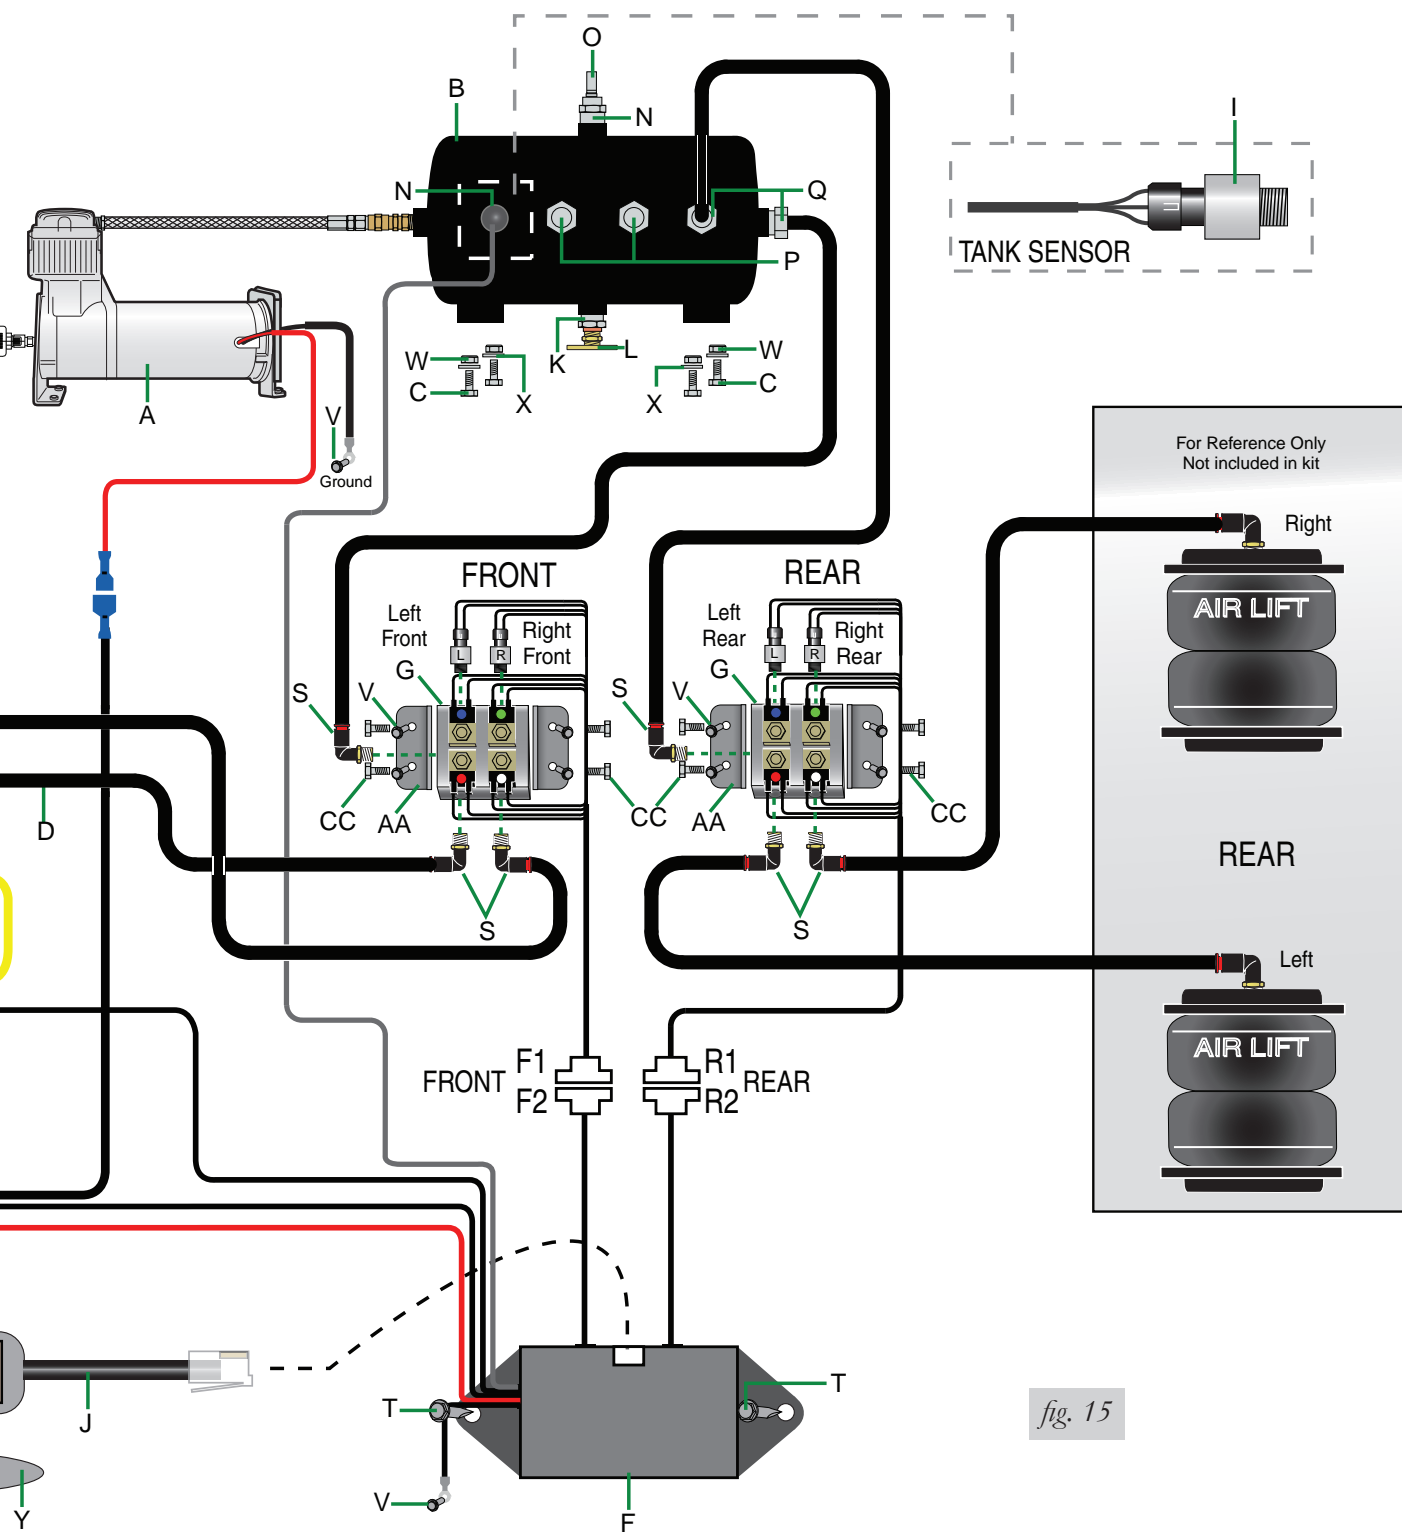 O
B
N
I
N
Q
TANK SENSOR
P
K
L
W
C
X
W
X
C
A
V
Ground
For Reference Only
Not included in kit
Right
AIR LIFT
FRONT
REAR
Left
Front
Right
Front
L
R
G
S
V
CC
AA
CC
Left
Rear
Right
Rear
L
R
G
S
V
AA
CC
D
S
S
REAR
Left
AIR LIFT
FRONT
F1
F2
R1
R2
REAR
J
T
T
V
F
Y
fig. 15